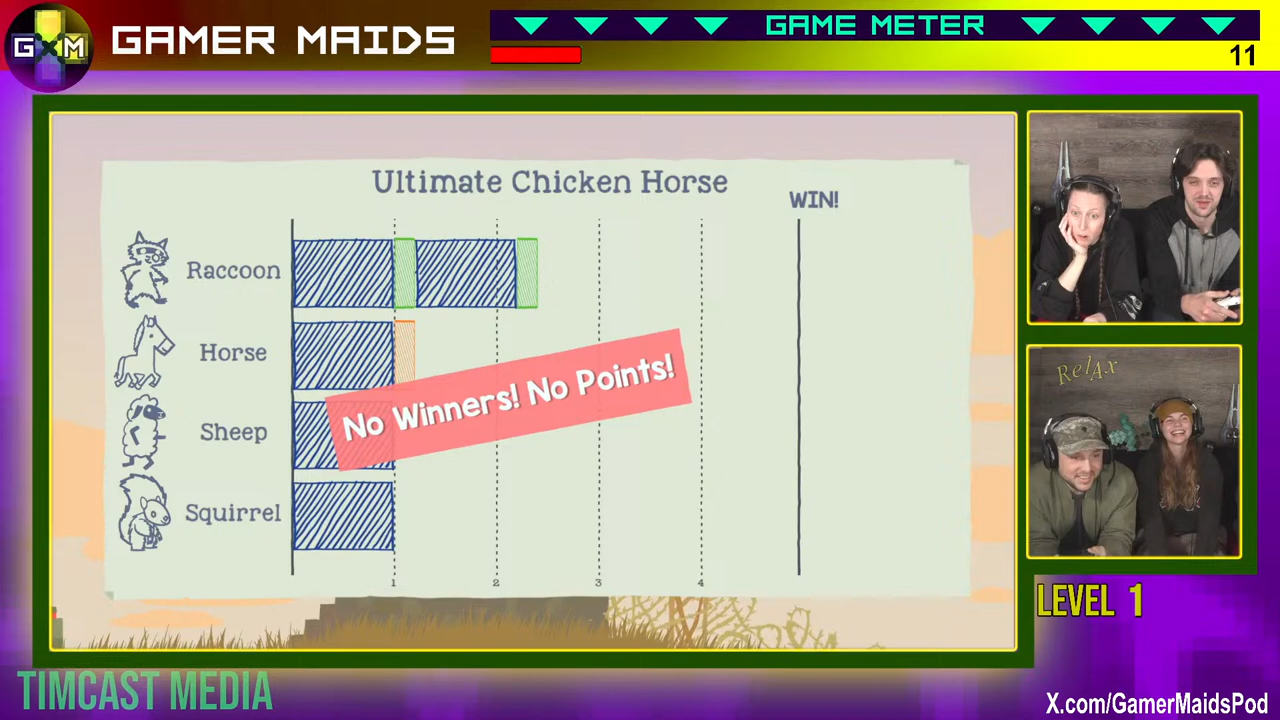 GXM
GAMER MAIDS
GAME METER
11
Ultimate Chicken Horse
WIN!
Raccoon
Horse
Sheep
Squirrel
No Winners! No Points!
1
2
3
4
RelAx
LEVEL 1
TIMCAST MEDIA
X.com/GamerMaidsPod